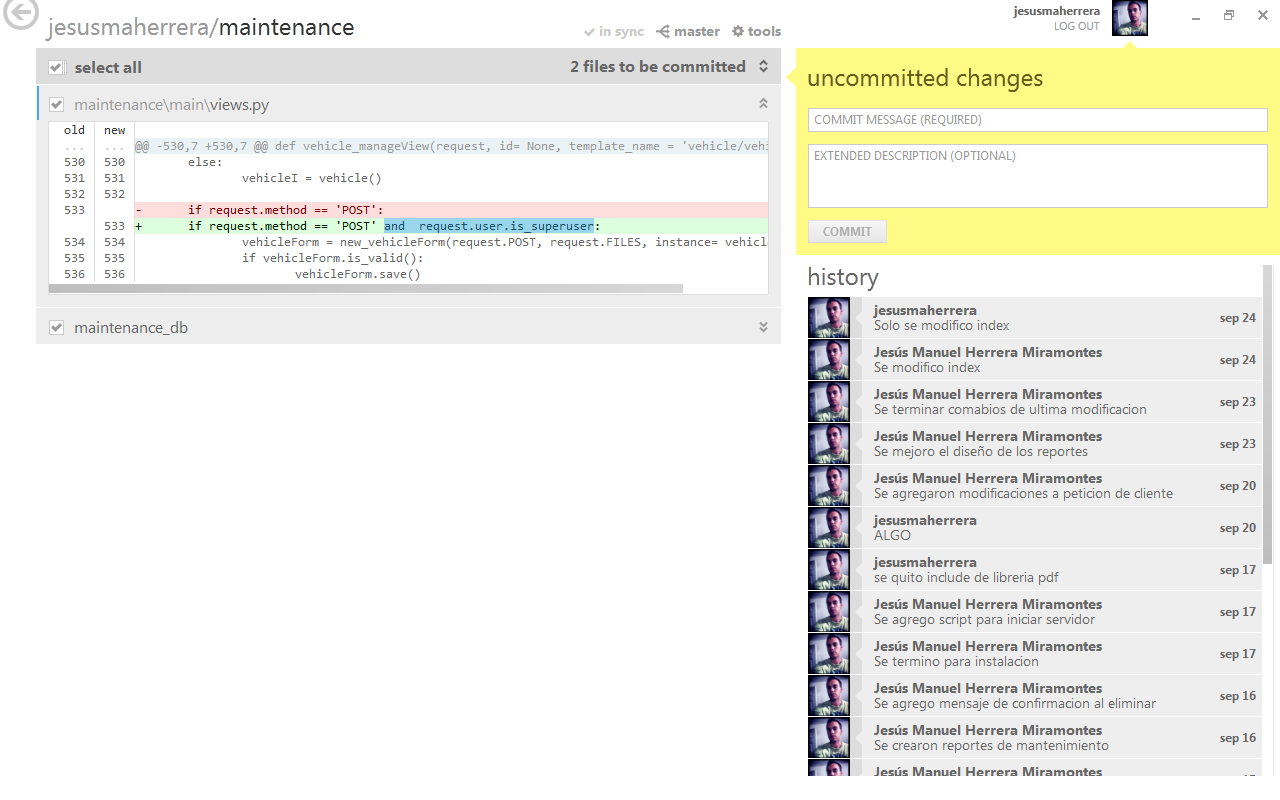 jesusmaherrera/maintenance
in sync master tools
jesusmaherrera
LOG OUT
select all 2 files to be committed
maintenance\main\views.py
old new
... ... @@ -530,7 +530,7 @@ def vehicle_manageView(request, id= None, template_name = 'vehicle/vehi
530 530 else:
531 531 vehicleI = vehicle()
532 532
533 - if request.method == 'POST':
533 + if request.method == 'POST' and  request.user.is_superuser:
534 534 vehicleForm = new_vehicleForm(request.POST, request.FILES, instance= vehicle
535 535 if vehicleForm.is_valid():
536 536 vehicleForm.save()
maintenance_db
uncommitted changes
COMMIT MESSAGE (REQUIRED)
EXTENDED DESCRIPTION (OPTIONAL)
COMMIT
history
jesusmaherrera
Solo se modifico index
sep 24
Jesús Manuel Herrera Miramontes
Se modifico index
sep 24
Jesús Manuel Herrera Miramontes
Se terminar comabios de ultima modificacion
sep 23
Jesús Manuel Herrera Miramontes
Se mejoro el diseño de los reportes
sep 23
Jesús Manuel Herrera Miramontes
Se agregaron modificaciones a peticion de cliente
sep 20
jesusmaherrera
ALGO
sep 20
jesusmaherrera
se quito include de libreria pdf
sep 17
Jesús Manuel Herrera Miramontes
Se agrego script para iniciar servidor
sep 17
Jesús Manuel Herrera Miramontes
Se termino para instalacion
sep 17
Jesús Manuel Herrera Miramontes
Se agrego mensaje de confirmacion al eliminar
sep 16
Jesús Manuel Herrera Miramontes
Se crearon reportes de mantenimiento
sep 16
Jesús Manuel Herrera Miramontes